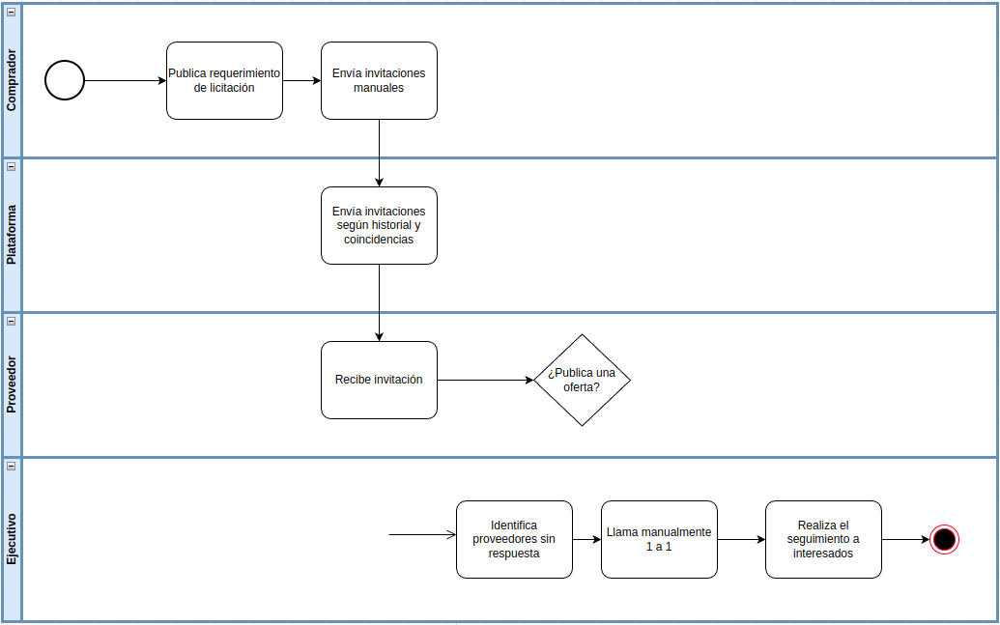 Comprador
Publica requerimiento
de licitación
Envía invitaciones
manuales
Plataforma
Envía invitaciones
según historial y
coincidencias
Proveedor
Recibe invitación
¿Publica una
oferta?
Ejecutivo
Identifica
proveedores sin
respuesta
Llama manualmente
1 a 1
Realiza el
seguimiento a
interesados